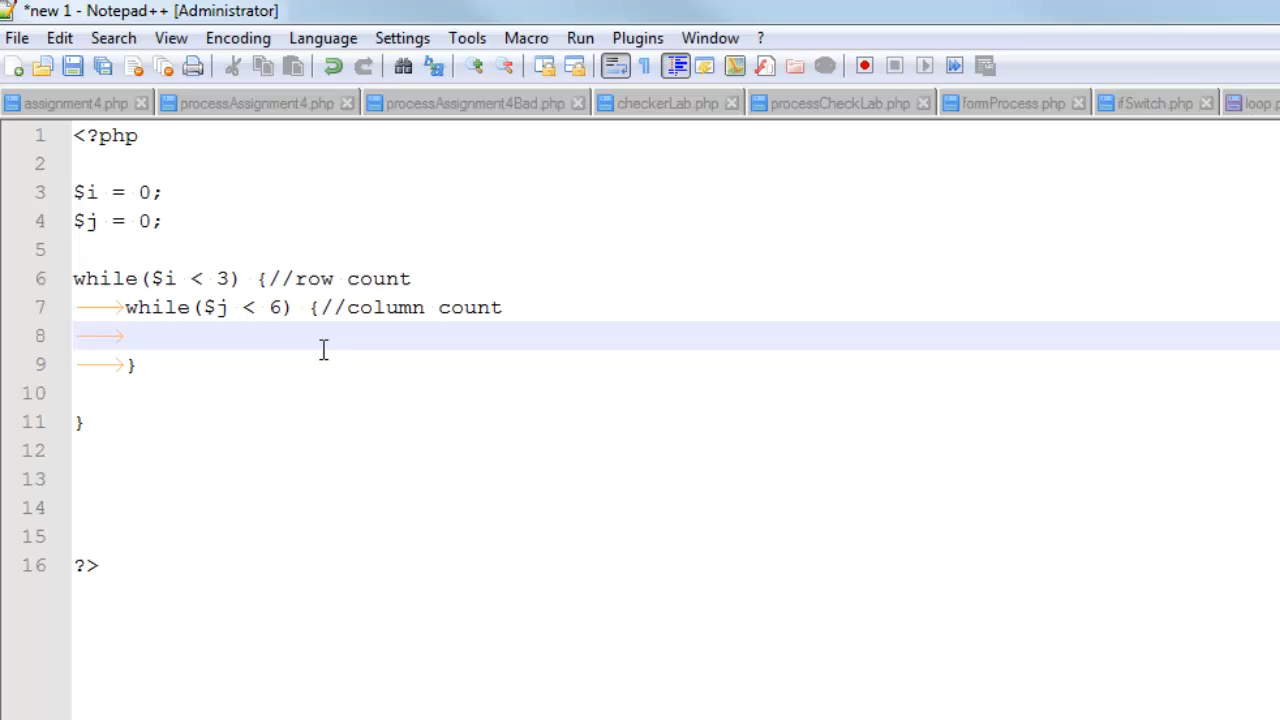 *new 1 - Notepad++ [Administrator]
File Edit Search View Encoding Language Settings Tools Macro Run Plugins Window ?
assignment4.php processAssignment4.php processAssignment4Bad.php checkerLab.php processCheckLab.php formProcess.php ifSwitch.php loop.p
1 <?php
2
3 $i = 0;
4 $j = 0;
5
6 while($i < 3) {//row count
7 while($j < 6) {//column count
8
9 }
10
11 }
12
13
14
15
16 ?>